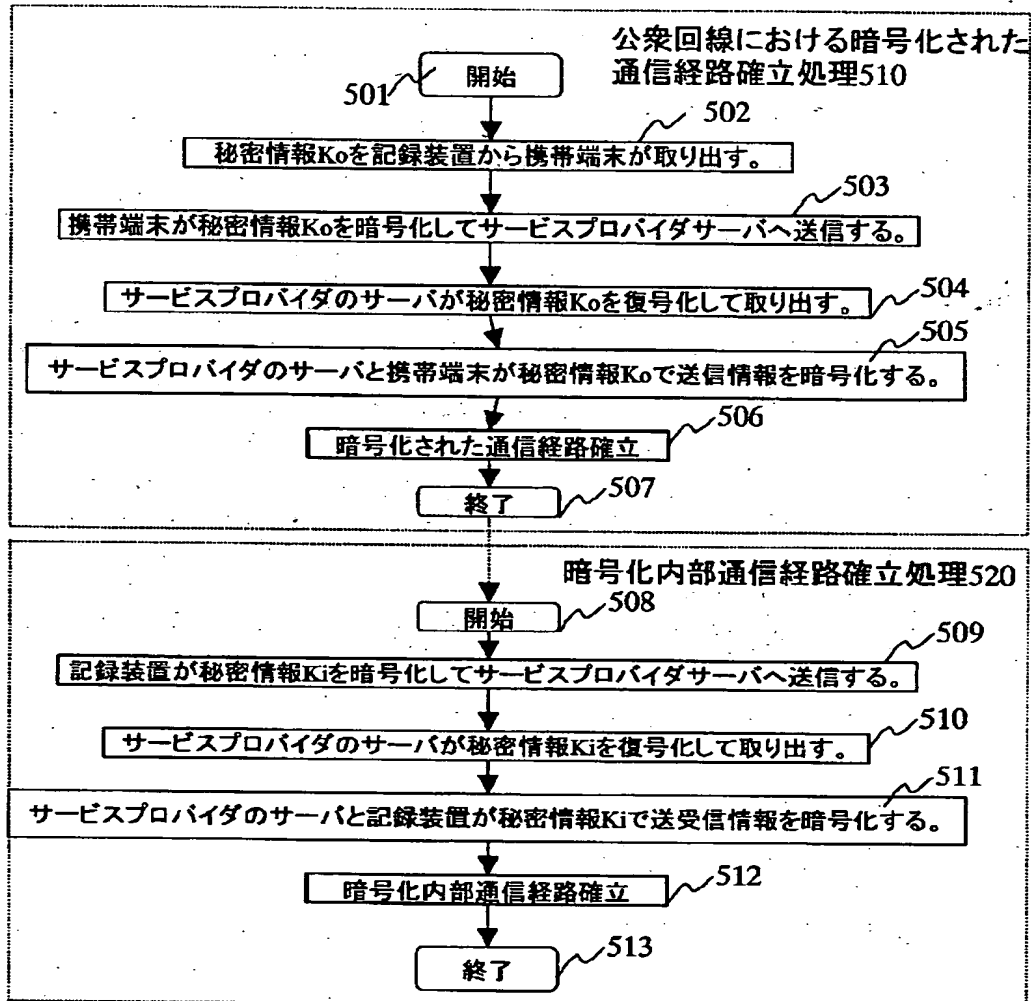 公衆回線における暗号化された
通信経路確立処理510
開始
501
502
秘密情報Koを記録装置から携帯端末が取り出す。
503
携帯端末が秘密情報Koを暗号化してサービスプロバイダサーバへ送信する。
サービスプロバイダのサーバが秘密情報Koを復号化して取り出す。
504
505
サービスプロバイダのサーバと携帯端末が秘密情報Koで送信情報を暗号化する。
506
暗号化された通信経路確立
終了
507
暗号化内部通信経路確立処理520
508
開始
509
記録装置が秘密情報Kiを暗号化してサービスプロバイダサーバへ送信する。
サービスプロバイダのサーバが秘密情報Kiを復号化して取り出す。
510
511
サービスプロバイダのサーバと記録装置が秘密情報Kiで送受信情報を暗号化する。
暗号化内部通信経路確立
512
終了
513